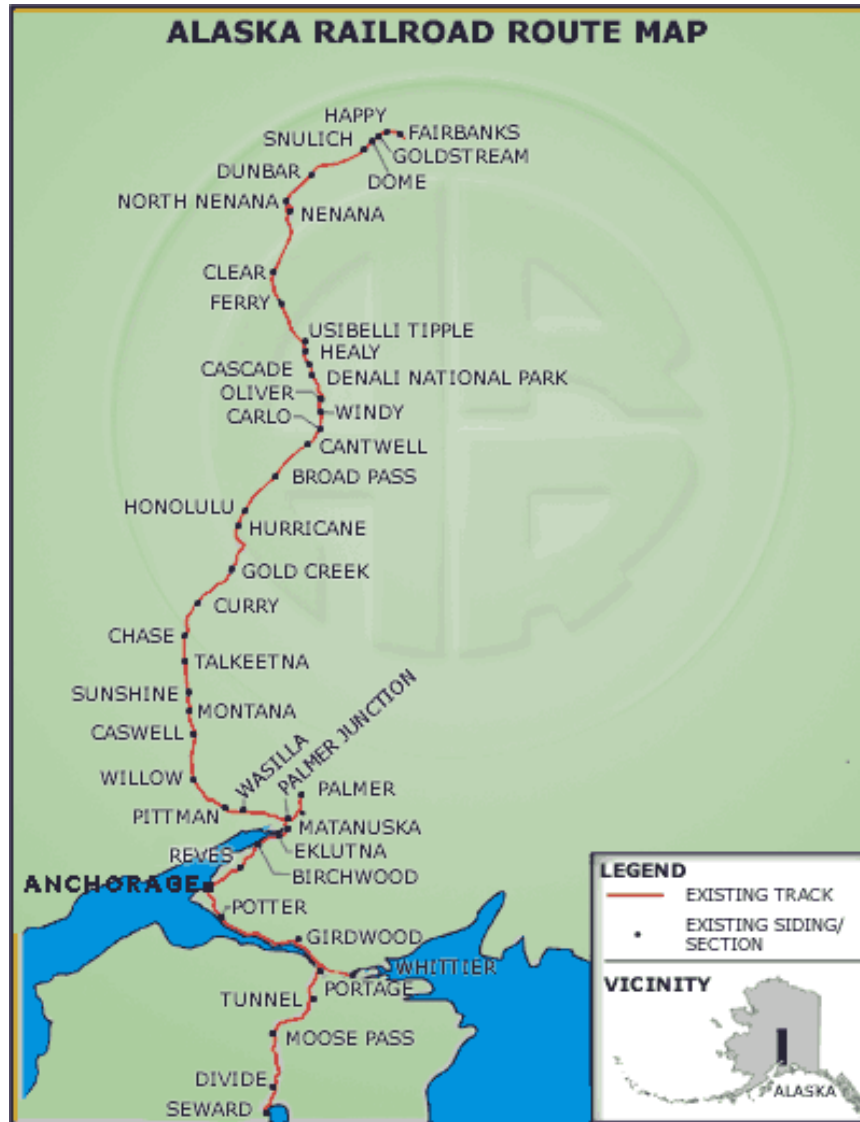 ALASKA RAILROAD ROUTE MAP
HAPPY
FAIRBANKS
SNULICH
GOLDSTREAM
DUNBAR
DOME
NORTH NENANA
NENANA
CLEAR
FERRY
USIBELLI TIPPLE
HEALY
CASCADE
DENALI NATIONAL PARK
OLIVER
WINDY
CARLO
CANTWELL
BROAD PASS
HONOLULU
HURRICANE
GOLD CREEK
CURRY
CHASE
TALKEETNA
SUNSHINE
MONTANA
CASWELL
WASILLA
PALMER JUNCTION
WILLOW
PALMER
PITTMAN
MATANUSKA
EKLUTNA
REVES
BIRCHWOOD
ANCHORAGE
POTTER
GIRDWOOD
WHITTIER
PORTAGE
TUNNEL
MOOSE PASS
DIVIDE
SEWARD
LEGEND
EXISTING TRACK
EXISTING SIDING/
SECTION
VICINITY
ALASKA